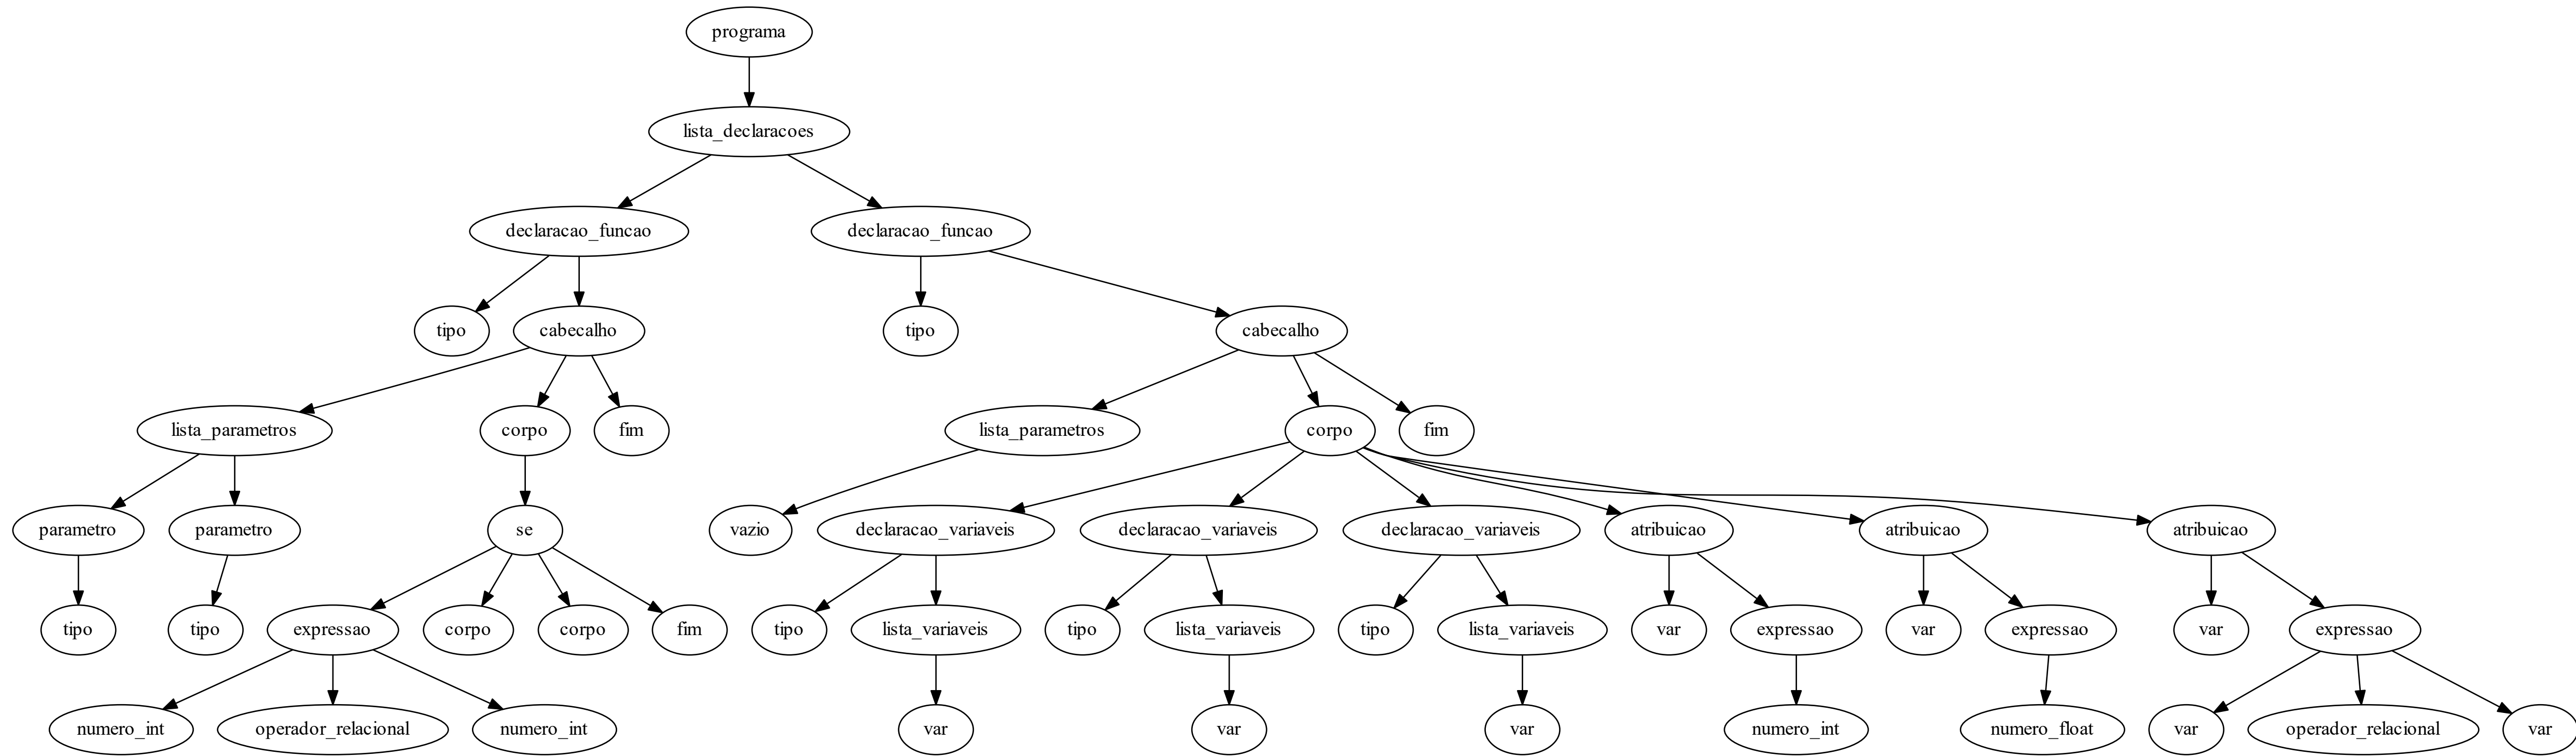 programa
lista_declaracoes
declaracao_funcao declaracao_funcao
tipo cabecalho tipo cabecalho
lista_parametros corpo fim lista_parametros corpo fim
parametro parametro se vazio declaracao_variaveis declaracao_variaveis declaracao_variaveis atribuicao atribuicao atribuicao
tipo tipo expressao corpo corpo fim tipo lista_variaveis tipo lista_variaveis tipo lista_variaveis var expressao var expressao var expressao
numero_int operador_relacional numero_int var var var numero_int numero_float var operador_relacional var